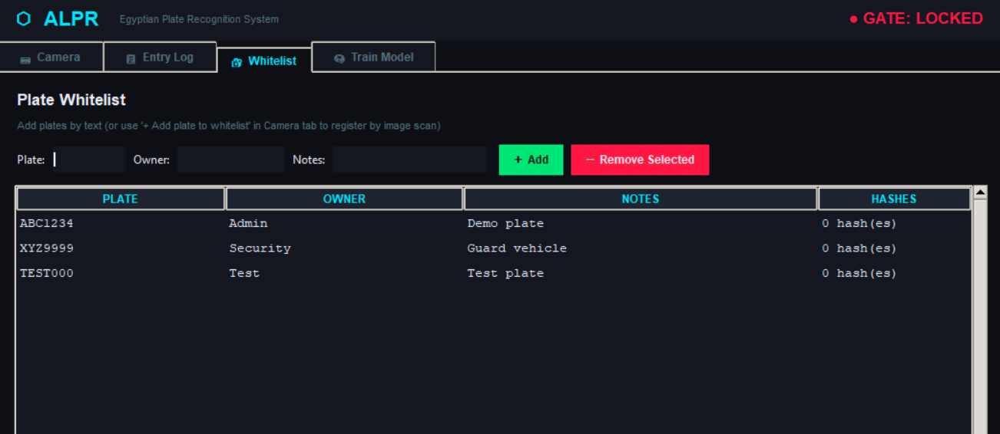 ALPR Egyptian Plate Recognition System ● GATE: LOCKED
Camera Entry Log Whitelist Train Model
Plate Whitelist
Add plates by text (or use '+ Add plate to whitelist' in Camera tab to register by image scan)
Plate: Owner: Notes: + Add − Remove Selected
PLATE OWNER NOTES HASHES
ABC1234 Admin Demo plate 0 hash(es)
XYZ9999 Security Guard vehicle 0 hash(es)
TEST000 Test Test plate 0 hash(es)